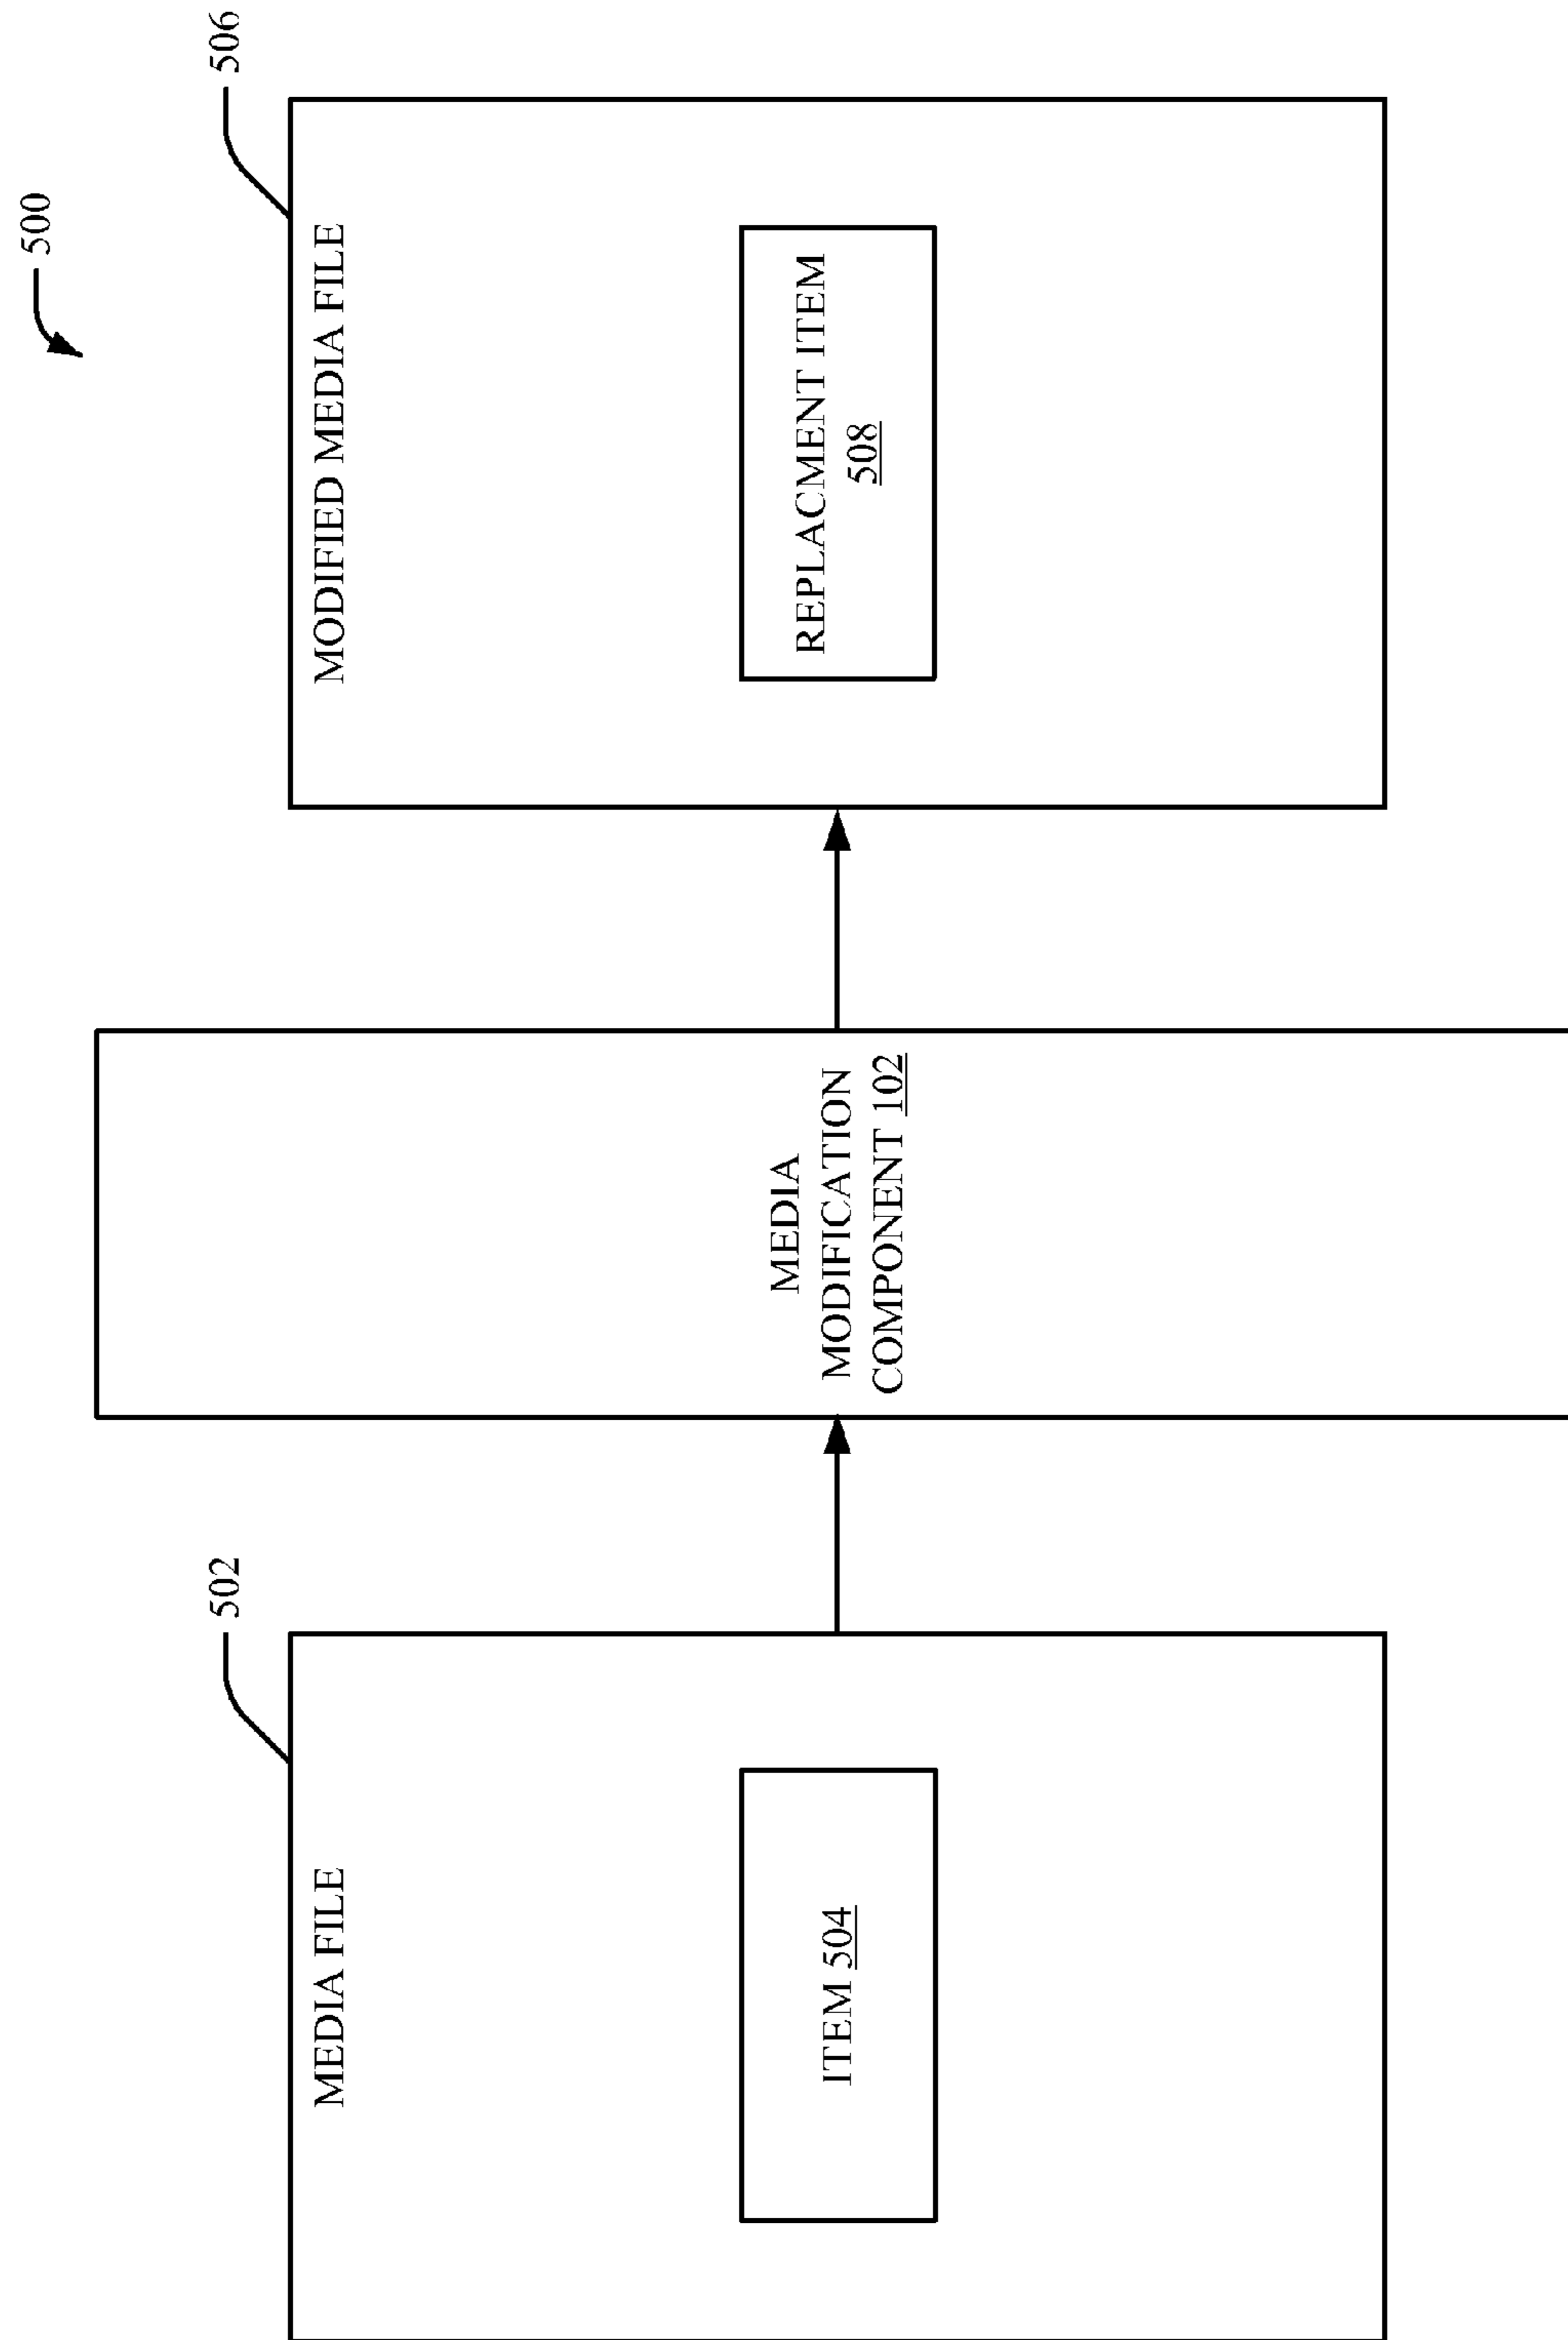 500
502
MEDIA FILE
ITEM 504
MEDIA
MODIFICATION
COMPONENT 102
506
MODIFIED MEDIA FILE
REPLACMENT ITEM
508